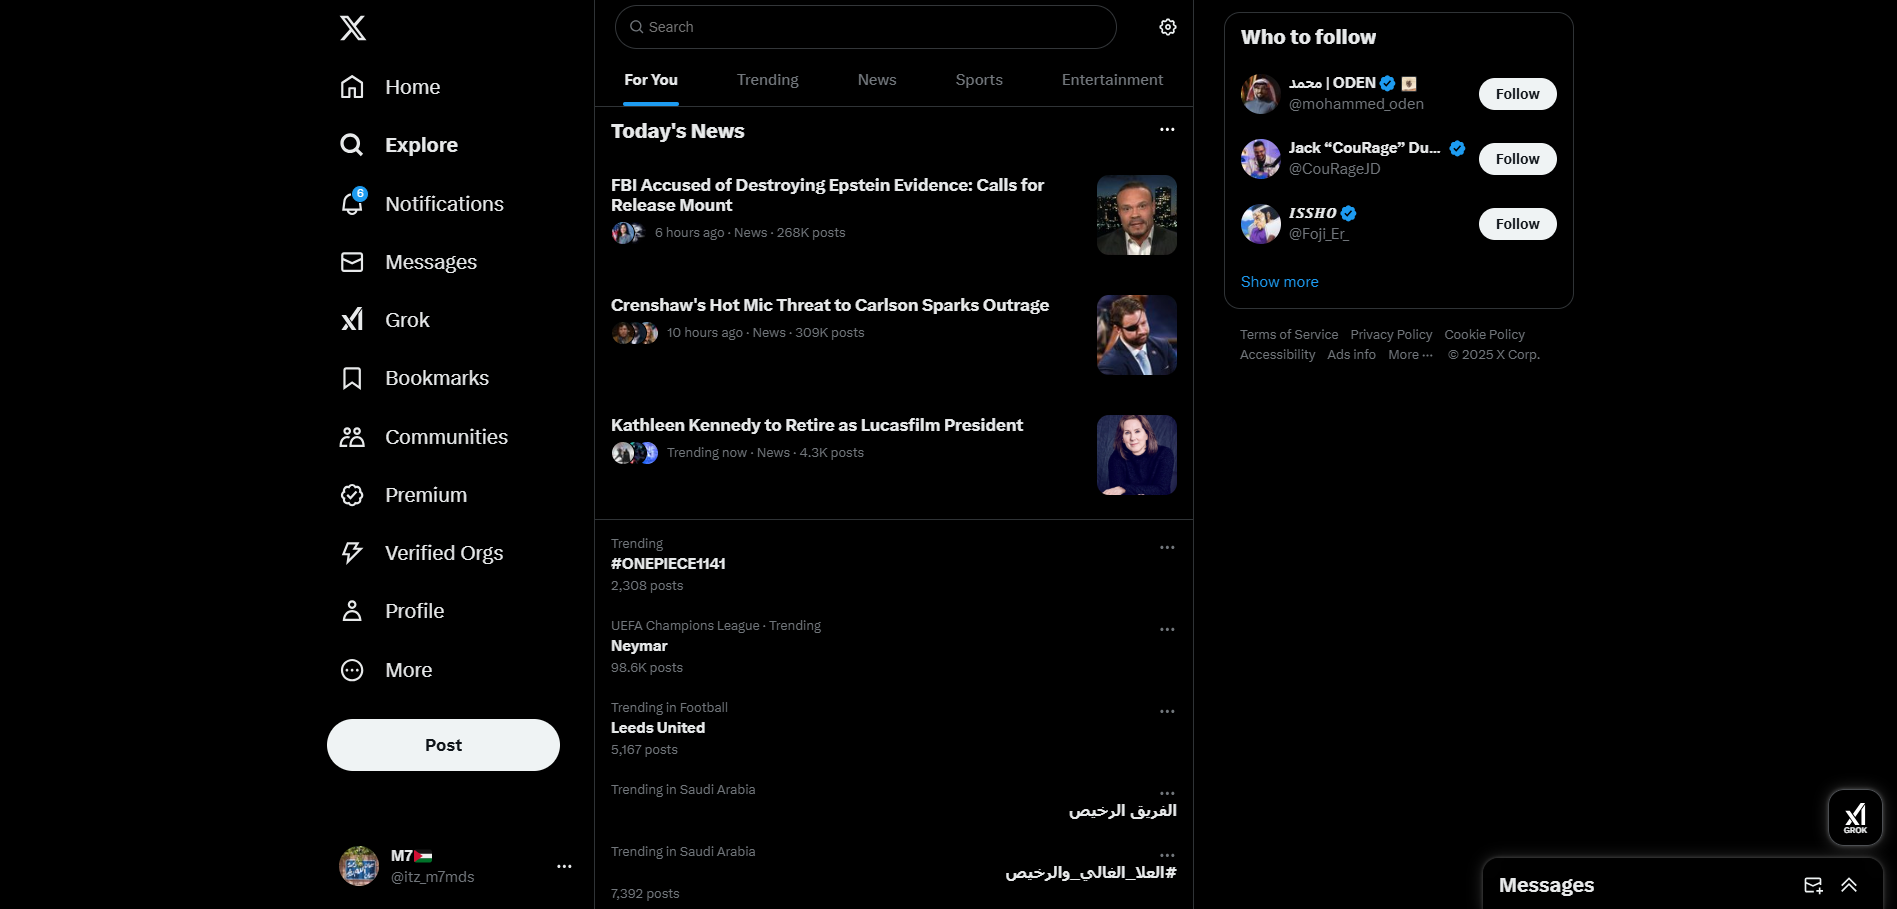 Home
Explore
6
Notifications
Messages
Grok
Bookmarks
Communities
Premium
Verified Orgs
Profile
More
Post
M7🇵🇸
@itz_m7mds
Search
For You
Trending
News
Sports
Entertainment
Today's News
FBI Accused of Destroying Epstein Evidence: Calls for
Release Mount
6 hours ago · News · 268K posts
Crenshaw's Hot Mic Threat to Carlson Sparks Outrage
10 hours ago · News · 309K posts
Kathleen Kennedy to Retire as Lucasfilm President
Trending now · News · 4.3K posts
Trending
#ONEPIECE1141
2,308 posts
UEFA Champions League · Trending
Neymar
98.6K posts
Trending in Football
Leeds United
5,167 posts
Trending in Saudi Arabia
الفريق الرخيص
Trending in Saudi Arabia
#العلا_الغالي_والرخيص
7,392 posts
Who to follow
محمد | ODEN
@mohammed_oden
Follow
Jack “CouRage” Du...
@CouRageJD
Follow
ISSHO
@Foji_Er_
Follow
Show more
Terms of Service Privacy Policy Cookie Policy
Accessibility Ads info More ··· © 2025 X Corp.
GROK
Messages